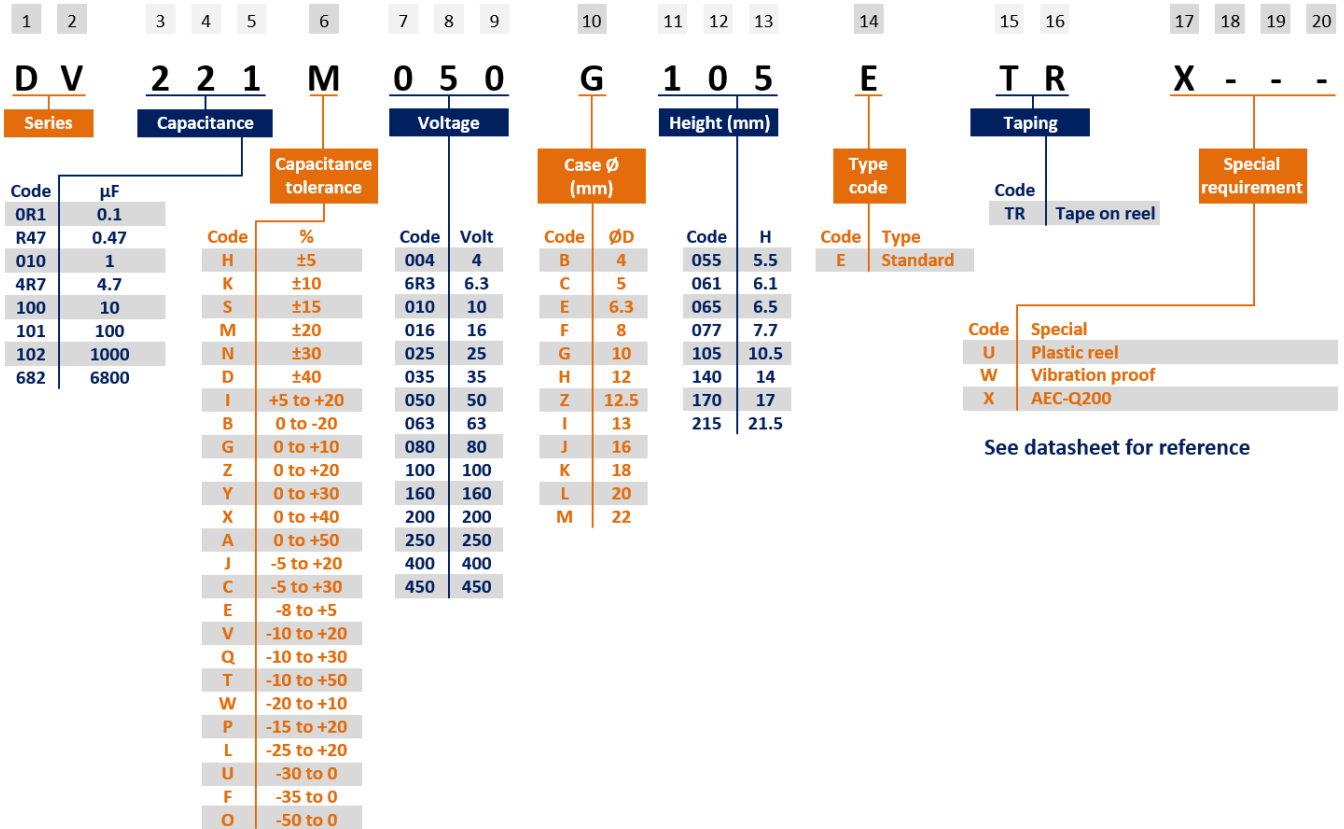 1 2 3 4 5 6 7 8 9 10 11 12 13 14 15 16 17 18 19 20
D V 2 2 1 M 0 5 0 G 1 0 5 E T R X - - -
Series Capacitance Voltage Height (mm) Taping
Capacitance tolerance
Case Ø (mm)
Type code
Special requirement
Code µF
0R1 0.1
R47 0.47
010 1
4R7 4.7
100 10
101 100
102 1000
682 6800
Code %
H ±5
K ±10
S ±15
M ±20
N ±30
D ±40
I +5 to +20
B 0 to -20
G 0 to +10
Z 0 to +20
Y 0 to +30
X 0 to +40
A 0 to +50
J -5 to +20
C -5 to +30
E -8 to +5
V -10 to +20
Q -10 to +30
T -10 to +50
W -20 to +10
P -15 to +20
L -25 to +20
U -30 to 0
F -35 to 0
O -50 to 0
Code Volt
004 4
6R3 6.3
010 10
016 16
025 25
035 35
050 50
063 63
080 80
100 100
160 160
200 200
250 250
400 400
450 450
Code ØD
B 4
C 5
E 6.3
F 8
G 10
H 12
Z 12.5
I 13
J 16
K 18
L 20
M 22
Code H
055 5.5
061 6.1
065 6.5
077 7.7
105 10.5
140 14
170 17
215 21.5
Code Type
E Standard
Code
TR Tape on reel
Code Special
U Plastic reel
W Vibration proof
X AEC-Q200
See datasheet for reference